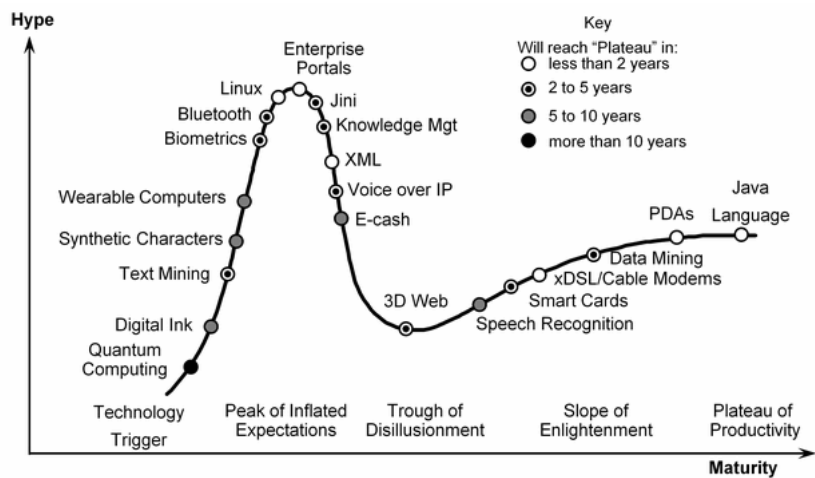 Hype
Key
Will reach "Plateau" in:
less than 2 years
2 to 5 years
5 to 10 years
more than 10 years
Enterprise
Portals
Linux
Jini
Bluetooth
Knowledge Mgt
Biometrics
XML
Voice over IP
Wearable Computers
E-cash
Synthetic Characters
Text Mining
Digital Ink
Quantum
Computing
3D Web
Java
Language
PDAs
Data Mining
xDSL/Cable Modems
Smart Cards
Speech Recognition
Technology
Trigger
Peak of Inflated
Expectations
Trough of
Disillusionment
Slope of
Enlightenment
Plateau of
Productivity
Maturity